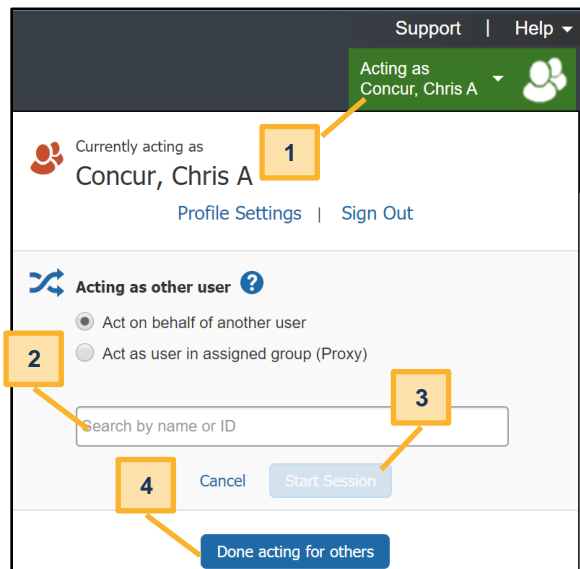 Support | Help
Acting as
Concur, Chris A
1
Currently acting as
Concur, Chris A
Profile Settings | Sign Out
Acting as other user ?
Act on behalf of another user
Act as user in assigned group (Proxy)
2
3
Search by name or ID
4
Cancel
Start Session
Done acting for others